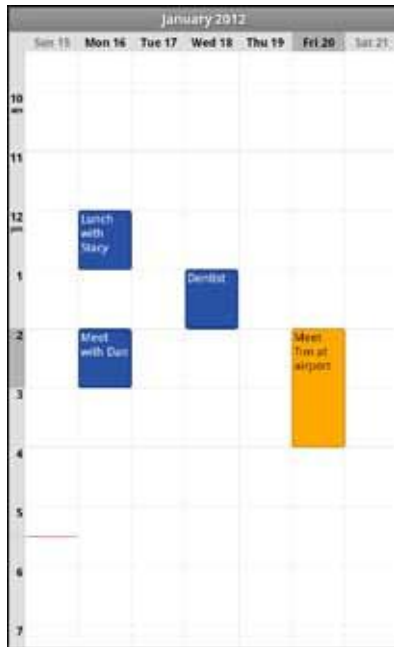 January 2012
Sun 15 Mon 16 Tue 17 Wed 18 Thu 19 Fri 20 Sat 21
10
am
11
12
pm
Lunch
with
Stacy
1
Dentist
2
Meet
with Dan
Meet
Tim at
airport
3
4
5
6
7